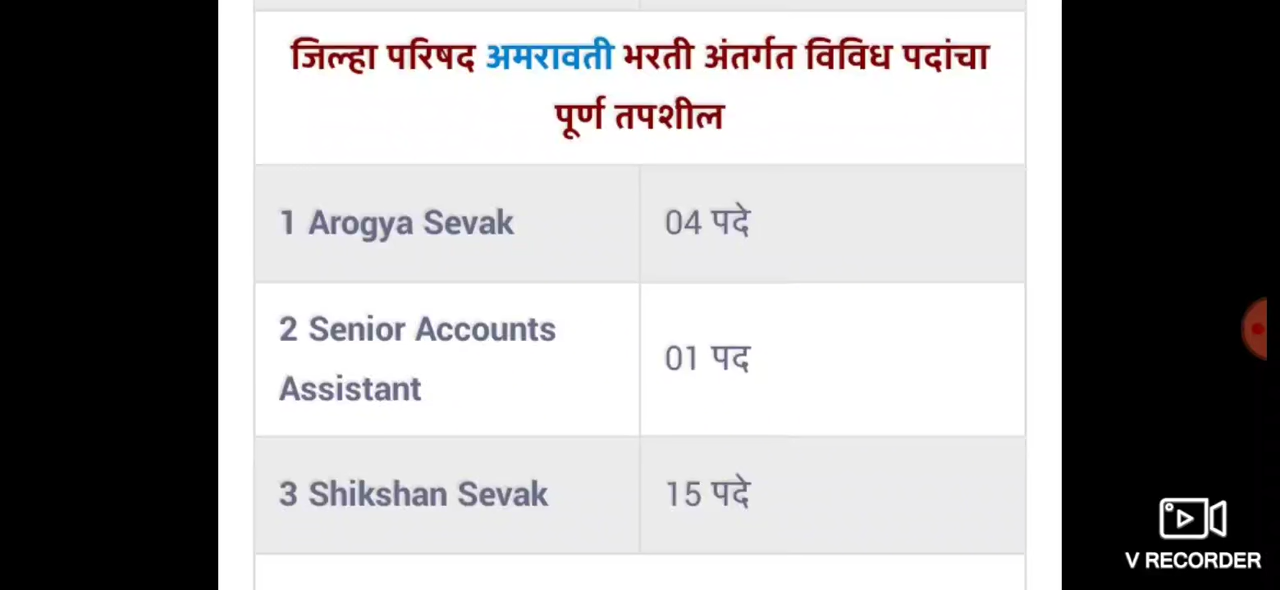 जिल्हा परिषद अमरावती भरती अंतर्गत विविध पदांचा
पूर्ण तपशील
1 Arogya Sevak
04 पदे
2 Senior Accounts
Assistant
01 पद
3 Shikshan Sevak
15 पदे
V RECORDER